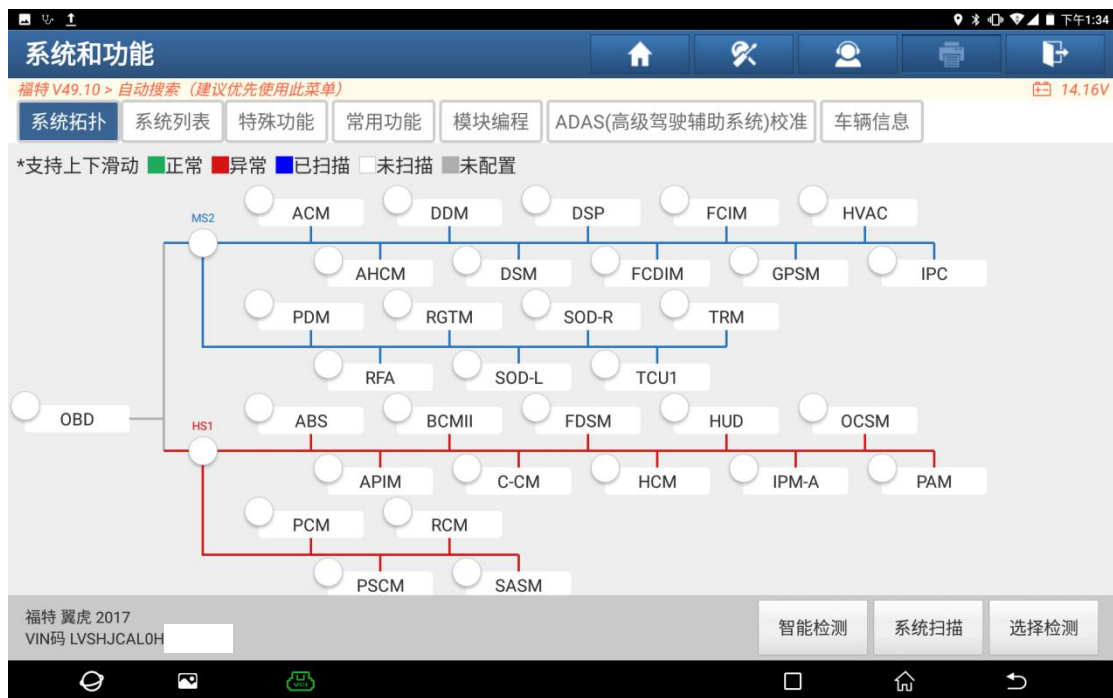 下午1:34
系统和功能
福特 V49.10 > 自动搜索（建议优先使用此菜单）
14.16V
系统拓扑 系统列表 特殊功能 常用功能 模块编程 ADAS(高级驾驶辅助系统)校准 车辆信息
*支持上下滑动 正常 异常 已扫描 未扫描 未配置
MS2
ACM DDM DSP FCIM HVAC
AHCM DSM FCDIM GPSM IPC
PDM RGTM SOD-R TRM
RFA SOD-L TCU1
OBD
HS1
ABS BCMII FDSM HUD OCSM
APIM C-CM HCM IPM-A PAM
PCM RCM
PSCM SASM
福特 翼虎 2017
VIN码 LVSHJCAL0H
智能检测 系统扫描 选择检测
VCI